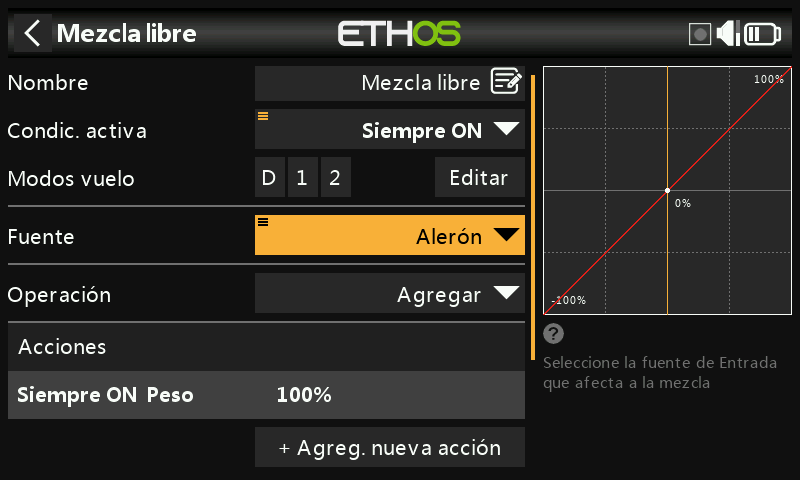 Mezcla libre
ETHOS
Nombre
Mezcla libre
Condic. activa
Siempre ON
Modos vuelo
D 1 2
Editar
Fuente
Alerón
Operación
Agregar
Acciones
Siempre ON Peso 100%
+ Agreg. nueva acción
100%
0%
-100%
?
Seleccione la fuente de Entrada
que afecta a la mezcla